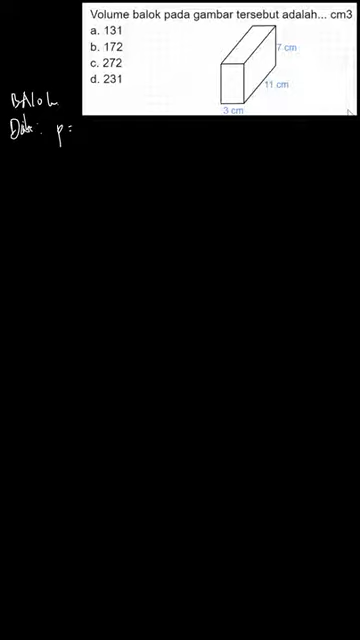 Volume balok pada gambar tersebut adalah... cm3
a. 131
b. 172
c. 272
d. 231
7 cm
11 cm
3 cm
BAlok
Dik: p =